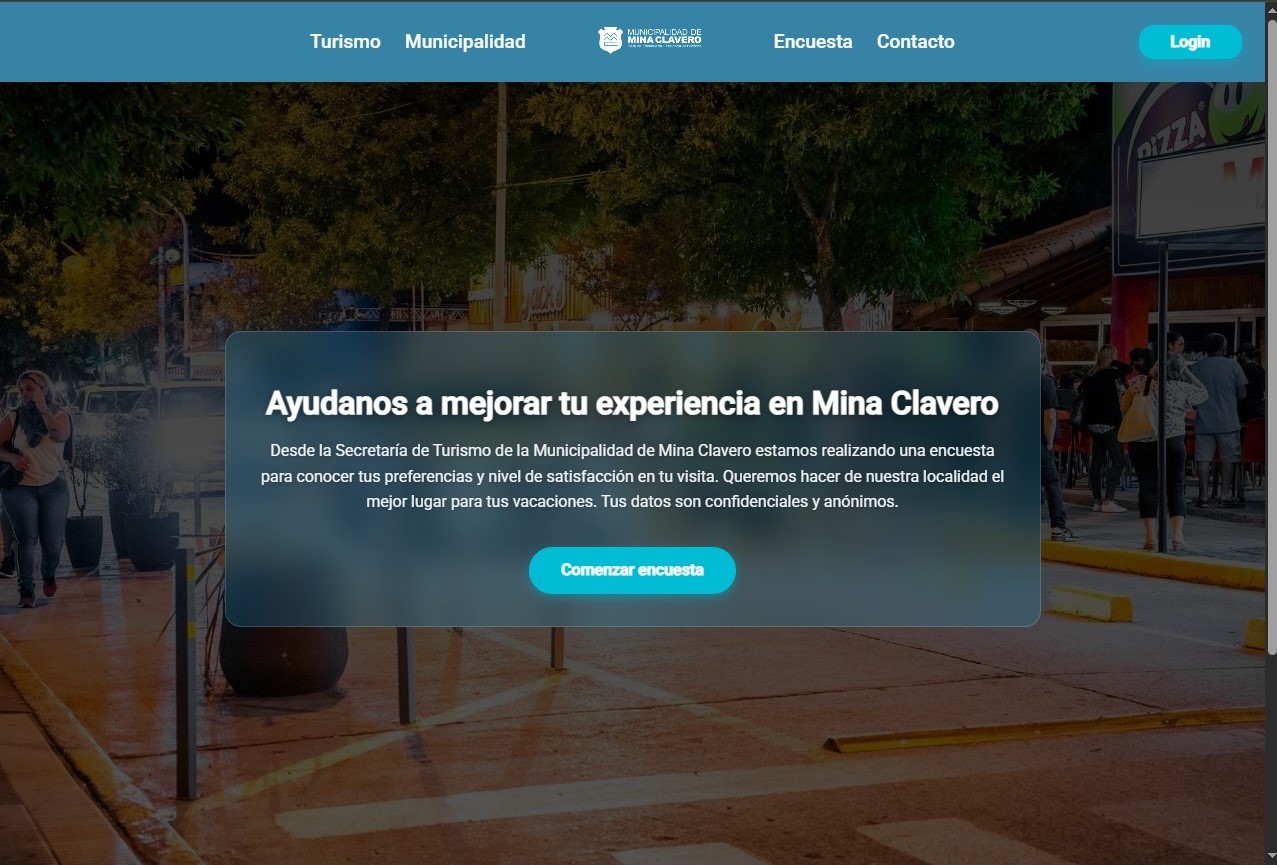 Turismo
Municipalidad
MUNICIPALIDAD DE
MINA CLAVERO
Encuesta
Contacto
Login
PIZZA
Ayudanos a mejorar tu experiencia en Mina Clavero
Desde la Secretaría de Turismo de la Municipalidad de Mina Clavero estamos realizando una encuesta
para conocer tus preferencias y nivel de satisfacción en tu visita. Queremos hacer de nuestra localidad el
mejor lugar para tus vacaciones. Tus datos son confidenciales y anónimos.
Comenzar encuesta